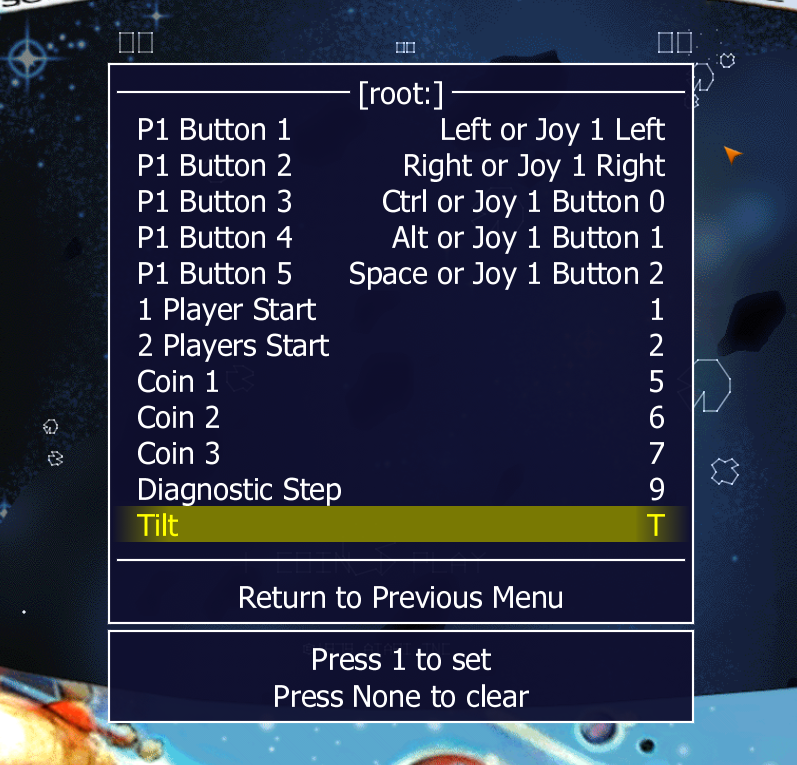 [root:]
P1 Button 1 Left or Joy 1 Left
P1 Button 2 Right or Joy 1 Right
P1 Button 3 Ctrl or Joy 1 Button 0
P1 Button 4 Alt or Joy 1 Button 1
P1 Button 5 Space or Joy 1 Button 2
1 Player Start 1
2 Players Start 2
Coin 1 5
Coin 2 6
Coin 3 7
Diagnostic Step 9
Tilt T
COIN PLAY
Return to Previous Menu
Press 1 to set
Press None to clear